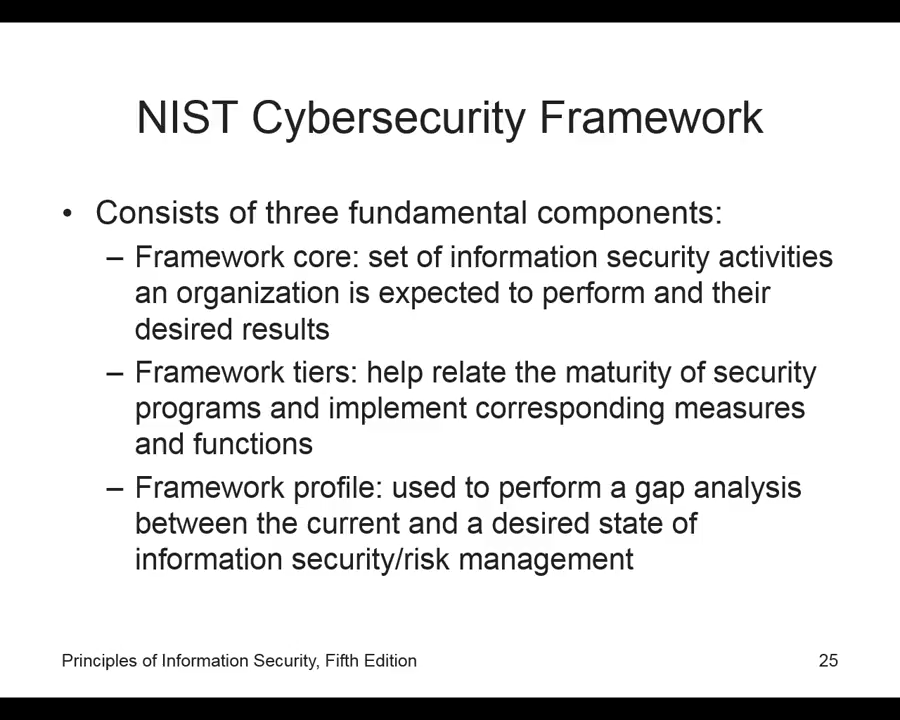 NIST Cybersecurity Framework
• Consists of three fundamental components:
– Framework core: set of information security activities
an organization is expected to perform and their
desired results
– Framework tiers: help relate the maturity of security
programs and implement corresponding measures
and functions
– Framework profile: used to perform a gap analysis
between the current and a desired state of
information security/risk management
Principles of Information Security, Fifth Edition 25